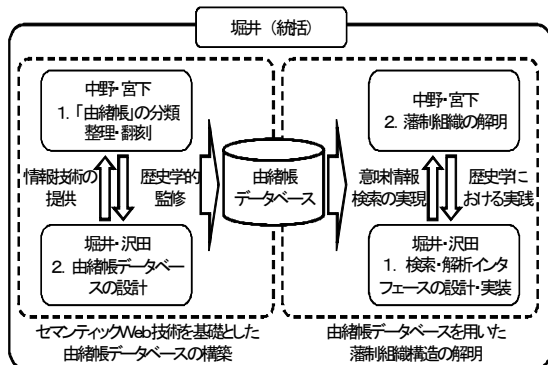 堀井（統括）
中野・宮下
1. 「由緒帳」の分類
整理・翻刻
情報技術の
提供
歴史学的
監修
堀井・沢田
2. 由緒帳データベー
スの設計
セマンティックWeb技術を基礎とした
由緒帳データベースの構築
由緒帳
データベース
中野・宮下
2. 藩制組織の解明
意味情報
検索の実現
歴史学に
おける実践
堀井・沢田
1. 検索・解析インタ
フェースの設計・実装
由緒帳データベースを用いた
藩制組織構造の解明